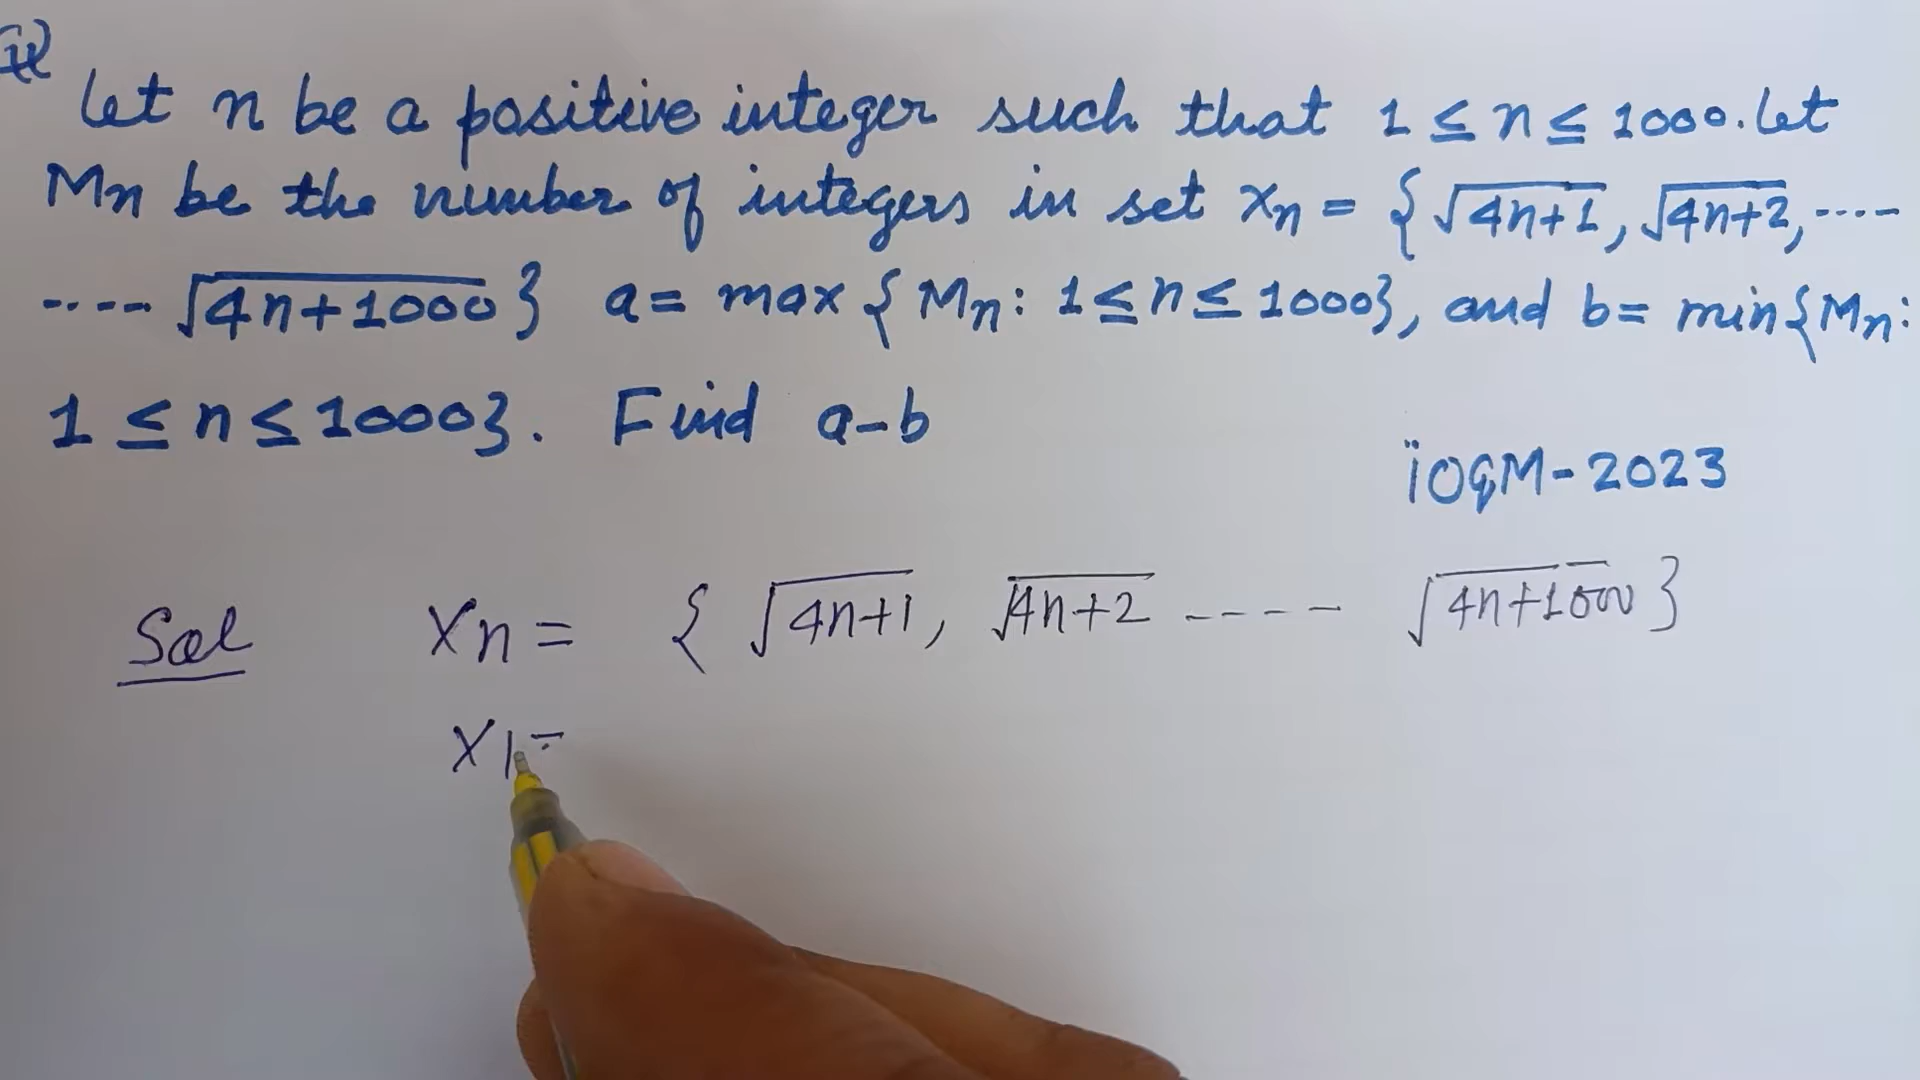 Let n be a positive integer such that 1 ≤ n ≤ 1000. Let
Mn be the number of integers in set Xn = {√4n+1, √4n+2, ....
.... √4n+1000} a = max {Mn: 1≤n≤1000}, and b= min{Mn:
1 ≤ n ≤ 1000}. Find a-b
iOQM-2023
Sol Xn = { √4n+1, √4n+2 ---- √4n+1000 }
X1=